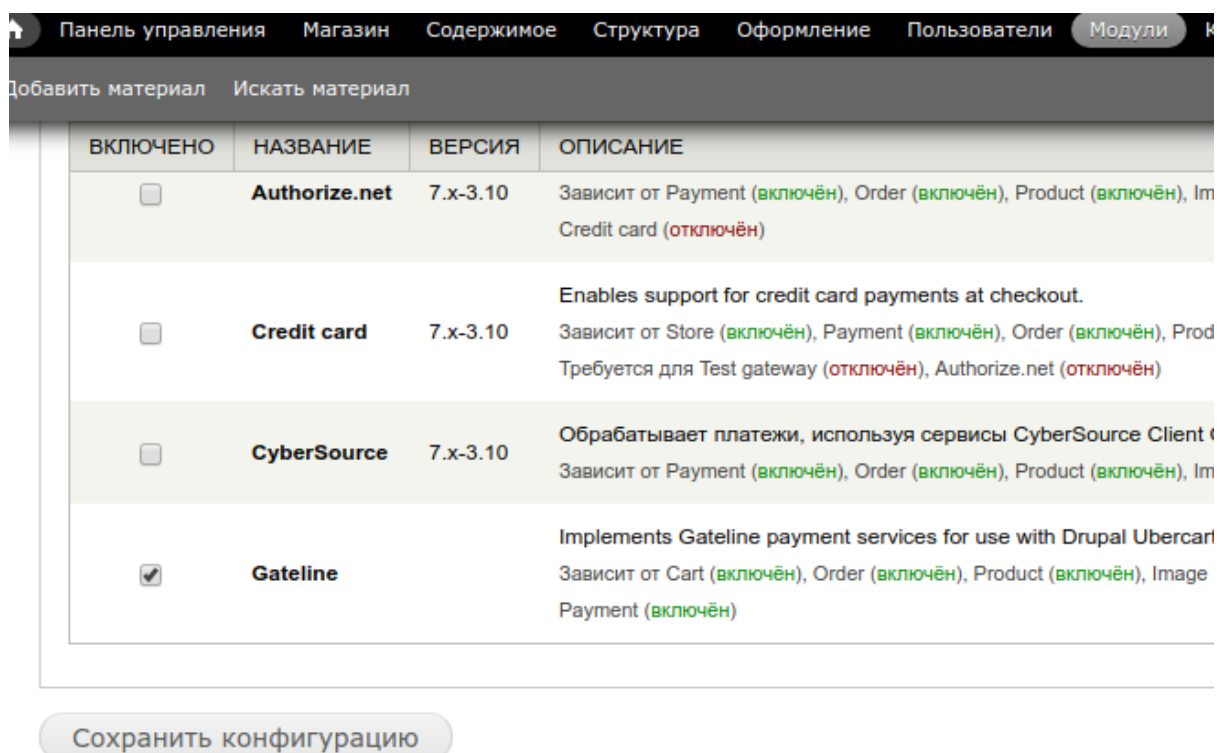 Панель управления Магазин Содержимое Структура Оформление Пользователи Модули
Добавить материал Искать материал
ВКЛЮЧЕНО НАЗВАНИЕ ВЕРСИЯ ОПИСАНИЕ
Authorize.net 7.x-3.10 Зависит от Payment (включён), Order (включён), Product (включён), Im
Credit card (отключён)
Enables support for credit card payments at checkout.
Credit card 7.x-3.10 Зависит от Store (включён), Payment (включён), Order (включён), Prod
Требуется для Test gateway (отключён), Authorize.net (отключён)
Обрабатывает платежи, используя сервисы CyberSource Client
CyberSource 7.x-3.10
Зависит от Payment (включён), Order (включён), Product (включён), Im
Implements Gateline payment services for use with Drupal Ubercart
Gateline Зависит от Cart (включён), Order (включён), Product (включён), Image
Payment (включён)
Сохранить конфигурацию